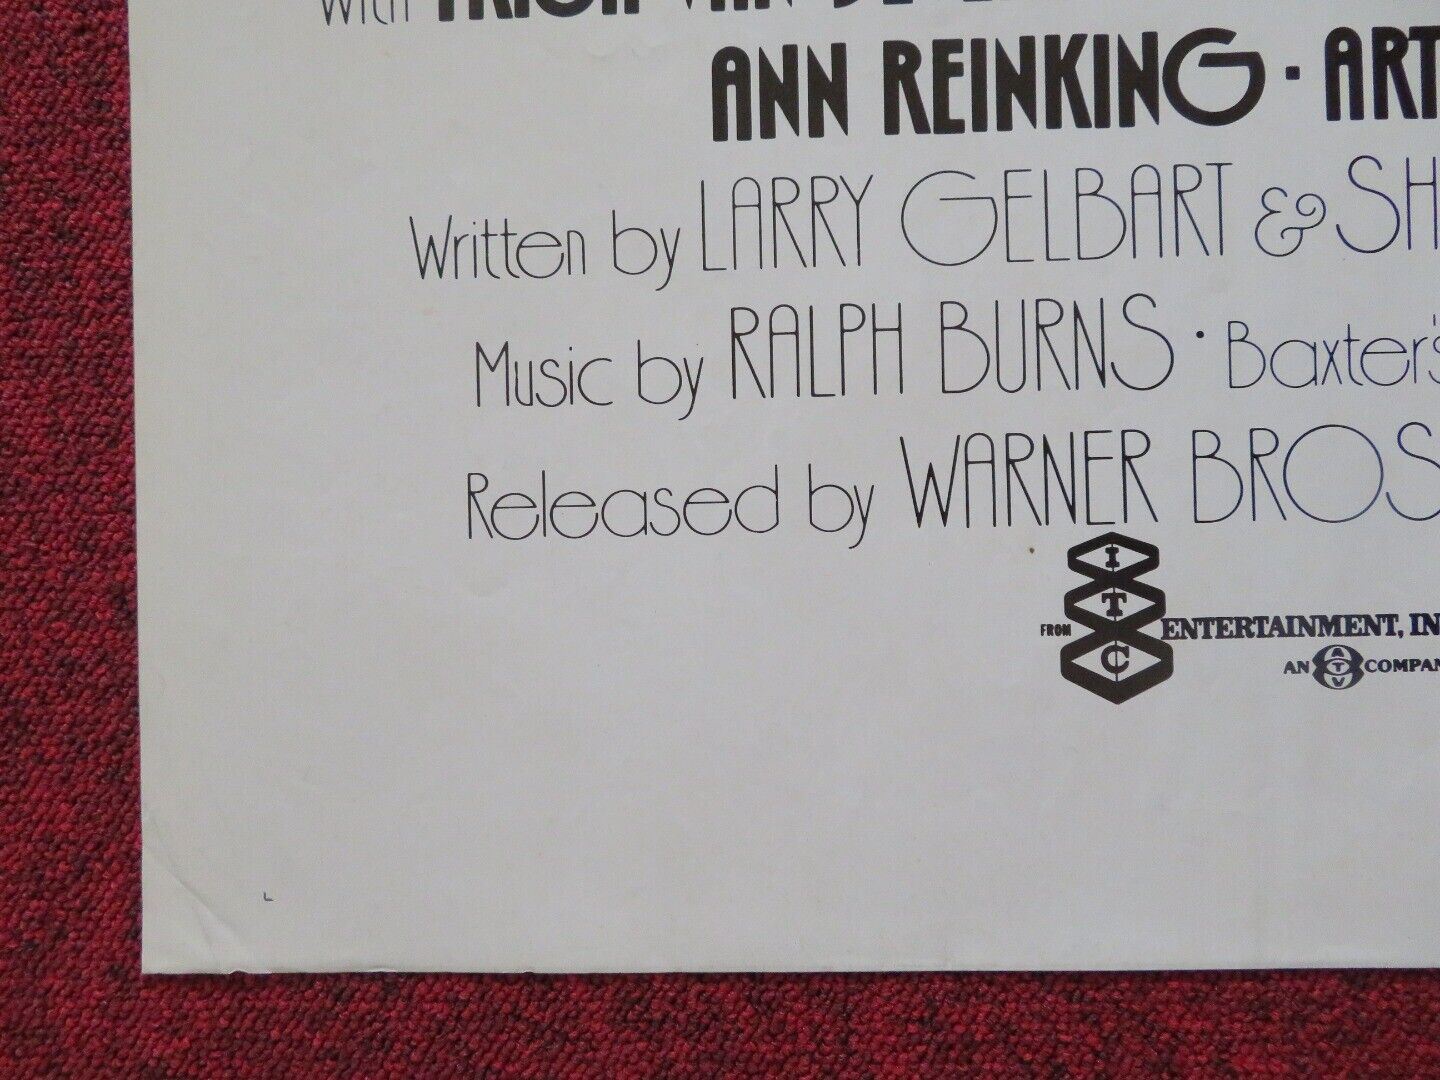 with
ANN REINKING · ART
Written by LARRY GELBART & SH
Music by RALPH BURNS · Baxter's
Released by WARNER BROS
I
T
C
FROM ENTERTAINMENT, IN
AN ATV COMPAN